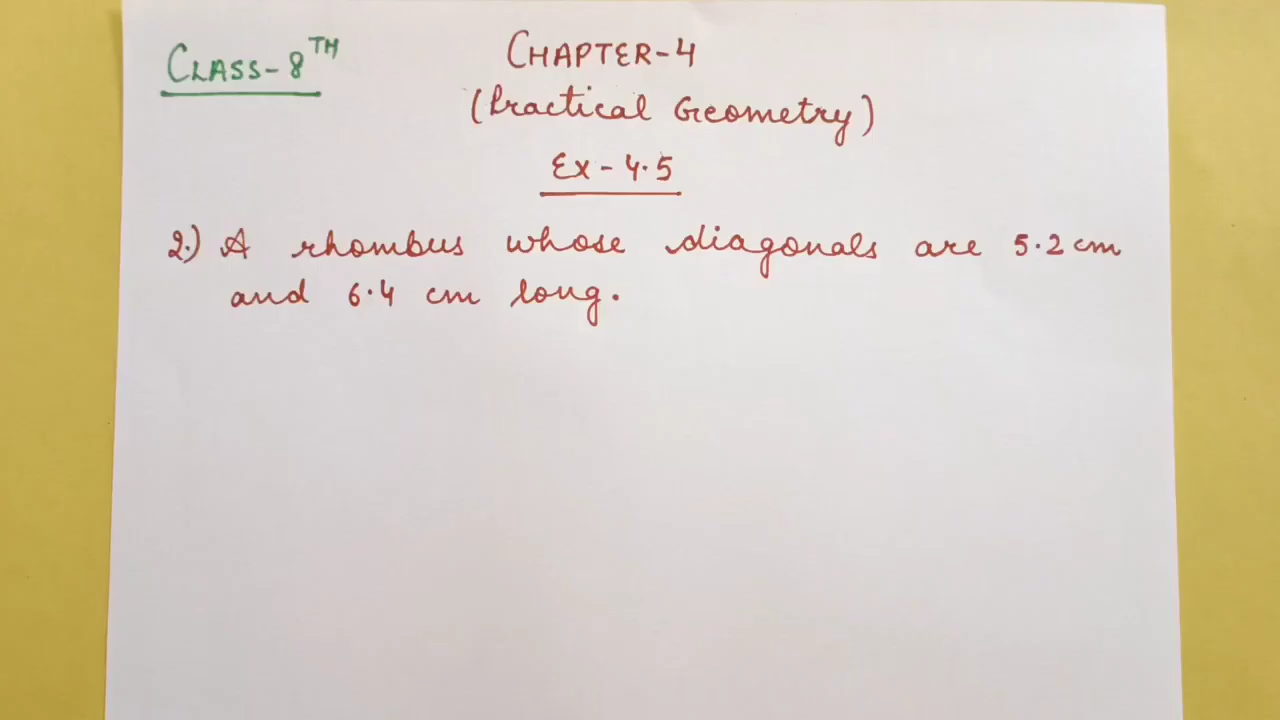 CLASS-8TH
CHAPTER-4
(Practical Geometry)
Ex-4.5
2.) A rhombus whose diagonals are 5.2 cm
and 6.4 cm long.